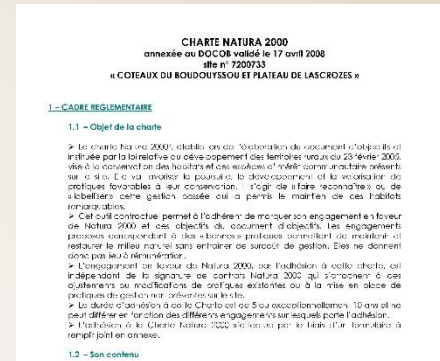 CHARTE NATURA 2000
annexée au DOCOB validé le 17 avril 2008
site n° 7200733
« COTEAUX DU BOUDOUYSSOU ET PLATEAU DE LASCROZES »
1 – CADRE REGLEMENTAIRE
1.1 – Objet de la charte
➢ La charte Natura 2000, établie lors de l'élaboration du document d'objectifs et
instituée par la loi relative au développement des territoires ruraux du 23 février 2005,
vise à la conservation des habitats et des espèces d'intérêt communautaire présents
sur le site. Elle va favoriser la poursuite, le développement et la valorisation de
pratiques favorables à leur conservation. Il s'agit de « faire reconnaître » ou de
« labelliser » cette gestion passée qui a permis le maintien de ces habitats
remarquables.
➢ Cet outil contractuel permet à l'adhérent de marquer son engagement en faveur
de Natura 2000 et des objectifs du document d'objectifs. Les engagements
proposés correspondent à des « bonnes » pratiques permettant de maintenir et
restaurer le milieu naturel sans entraîner de surcoût de gestion. Elles ne donnent
donc pas lieu à rémunération.
➢ L'engagement en faveur de Natura 2000, par l'adhésion à cette charte, est
indépendant de la signature de contrats Natura 2000 qui s'attachent à des
ajustements ou modifications de pratiques existantes ou à la mise en place de
pratiques de gestion non présentes sur le site.
➢ La durée d'adhésion à cette Charte est de 5 ou exceptionnellement 10 ans et ne
peut différer en fonction des différents engagements sur lesquels porte l'adhésion.
➢ L'adhésion à la Charte Natura 2000 s'effectue par le biais d'un formulaire à
remplir joint en annexe.
1.2 – Son contenu